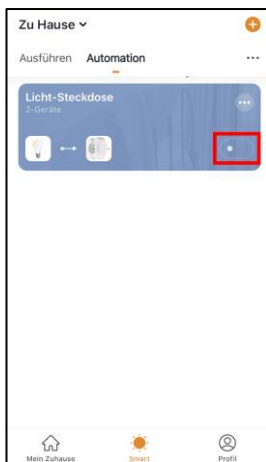 Zu Hause
Ausführen Automation
Licht-Steckdose
2-Geräte
Mein Zuhause Smart Profil